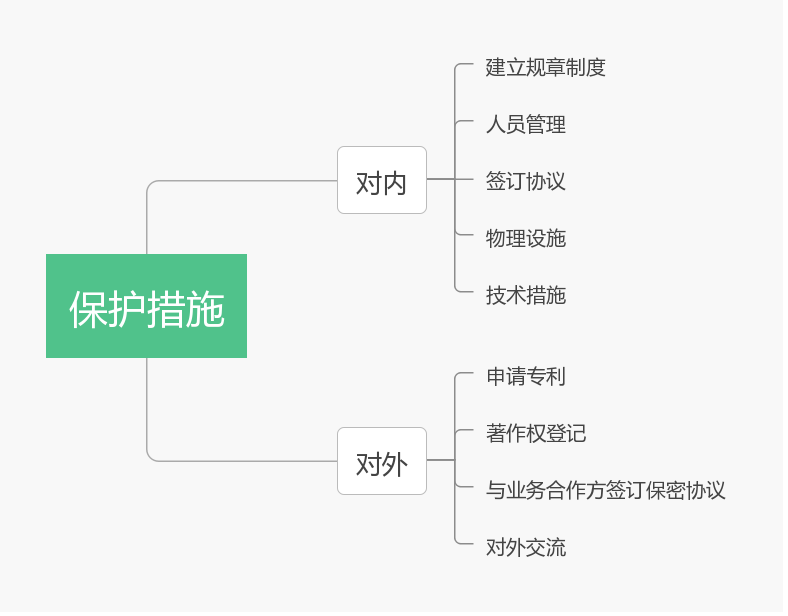 保护措施
对内
建立规章制度
人员管理
签订协议
物理设施
技术措施
对外
申请专利
著作权登记
与业务合作方签订保密协议
对外交流